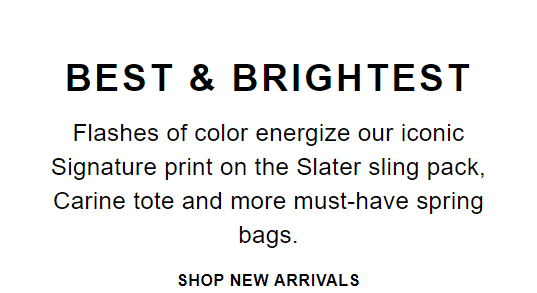 BEST & BRIGHTEST
Flashes of color energize our iconic
Signature print on the Slater sling pack,
Carine tote and more must-have spring
bags.
SHOP NEW ARRIVALS